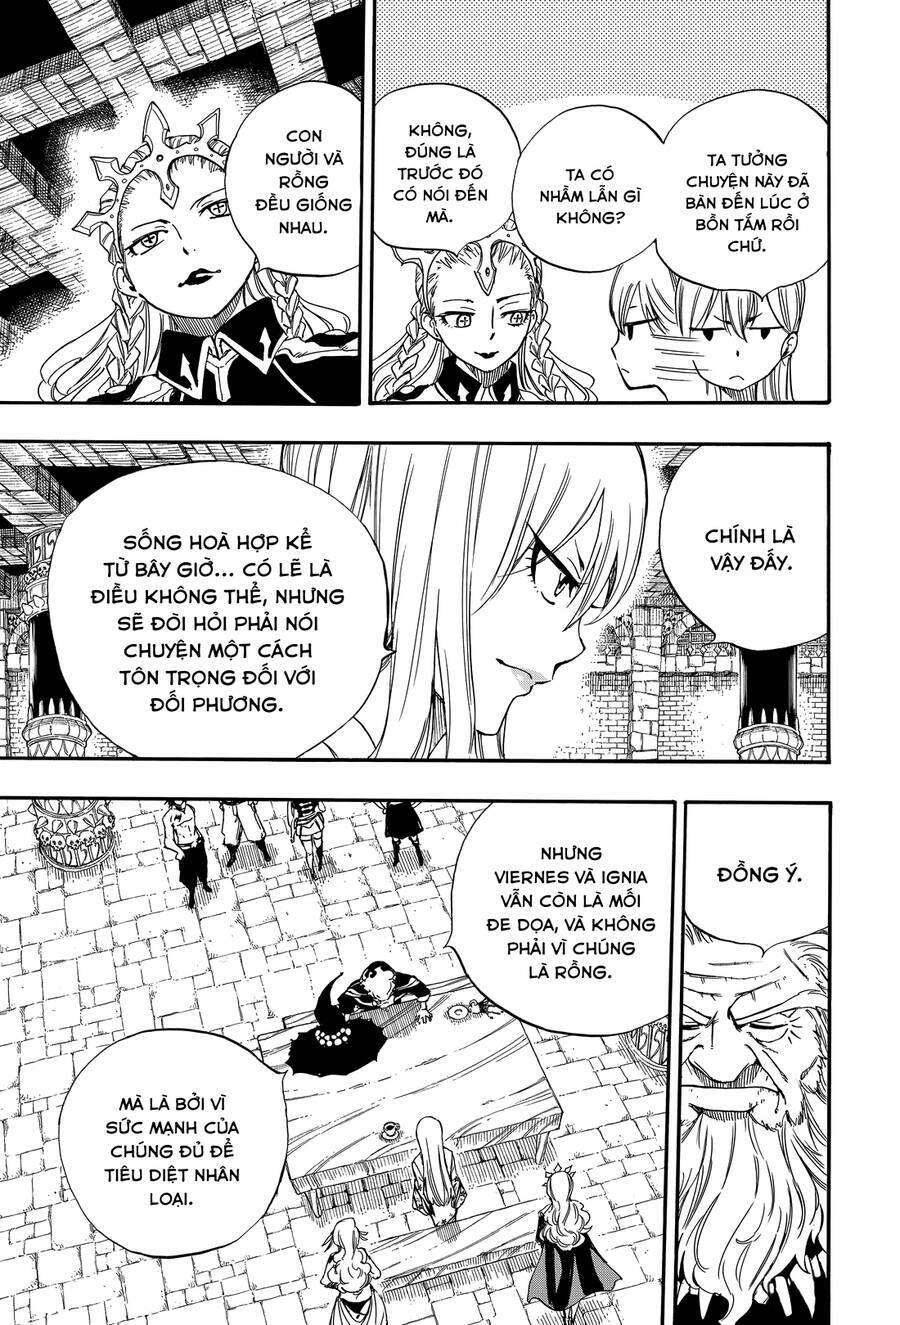 TA TƯỞNG
CHUYỆN NÀY ĐÃ
BÀN ĐẾN LÚC Ở
BỒN TẮM RỒI
CHỨ.
TA CÓ
NHẦM LẪN GÌ
KHÔNG?
KHÔNG,
ĐÚNG LÀ
TRƯỚC ĐÓ
CÓ NÓI ĐẾN
MÀ.
CON
NGƯỜI VÀ
RỒNG
ĐỀU GIỐNG
NHAU.
CHÍNH LÀ
VẬY ĐẤY.
SỐNG HOÀ HỢP KỂ
TỪ BÂY GIỜ... CÓ LẼ LÀ
ĐIỀU KHÔNG THỂ, NHƯNG
SẼ ĐÒI HỎI PHẢI NÓI
CHUYỆN MỘT CÁCH
TÔN TRỌNG ĐỐI VỚI
ĐỐI PHƯƠNG.
ĐỒNG Ý.
NHƯNG
VIERNES VÀ IGNIA
VẪN CÒN LÀ MỐI
ĐE DỌA, VÀ KHÔNG
PHẢI VÌ CHÚNG
LÀ RỒNG.
MÀ LÀ BỞI VÌ
SỨC MẠNH CỦA
CHÚNG ĐỦ ĐỂ
TIÊU DIỆT NHÂN
LOẠI.